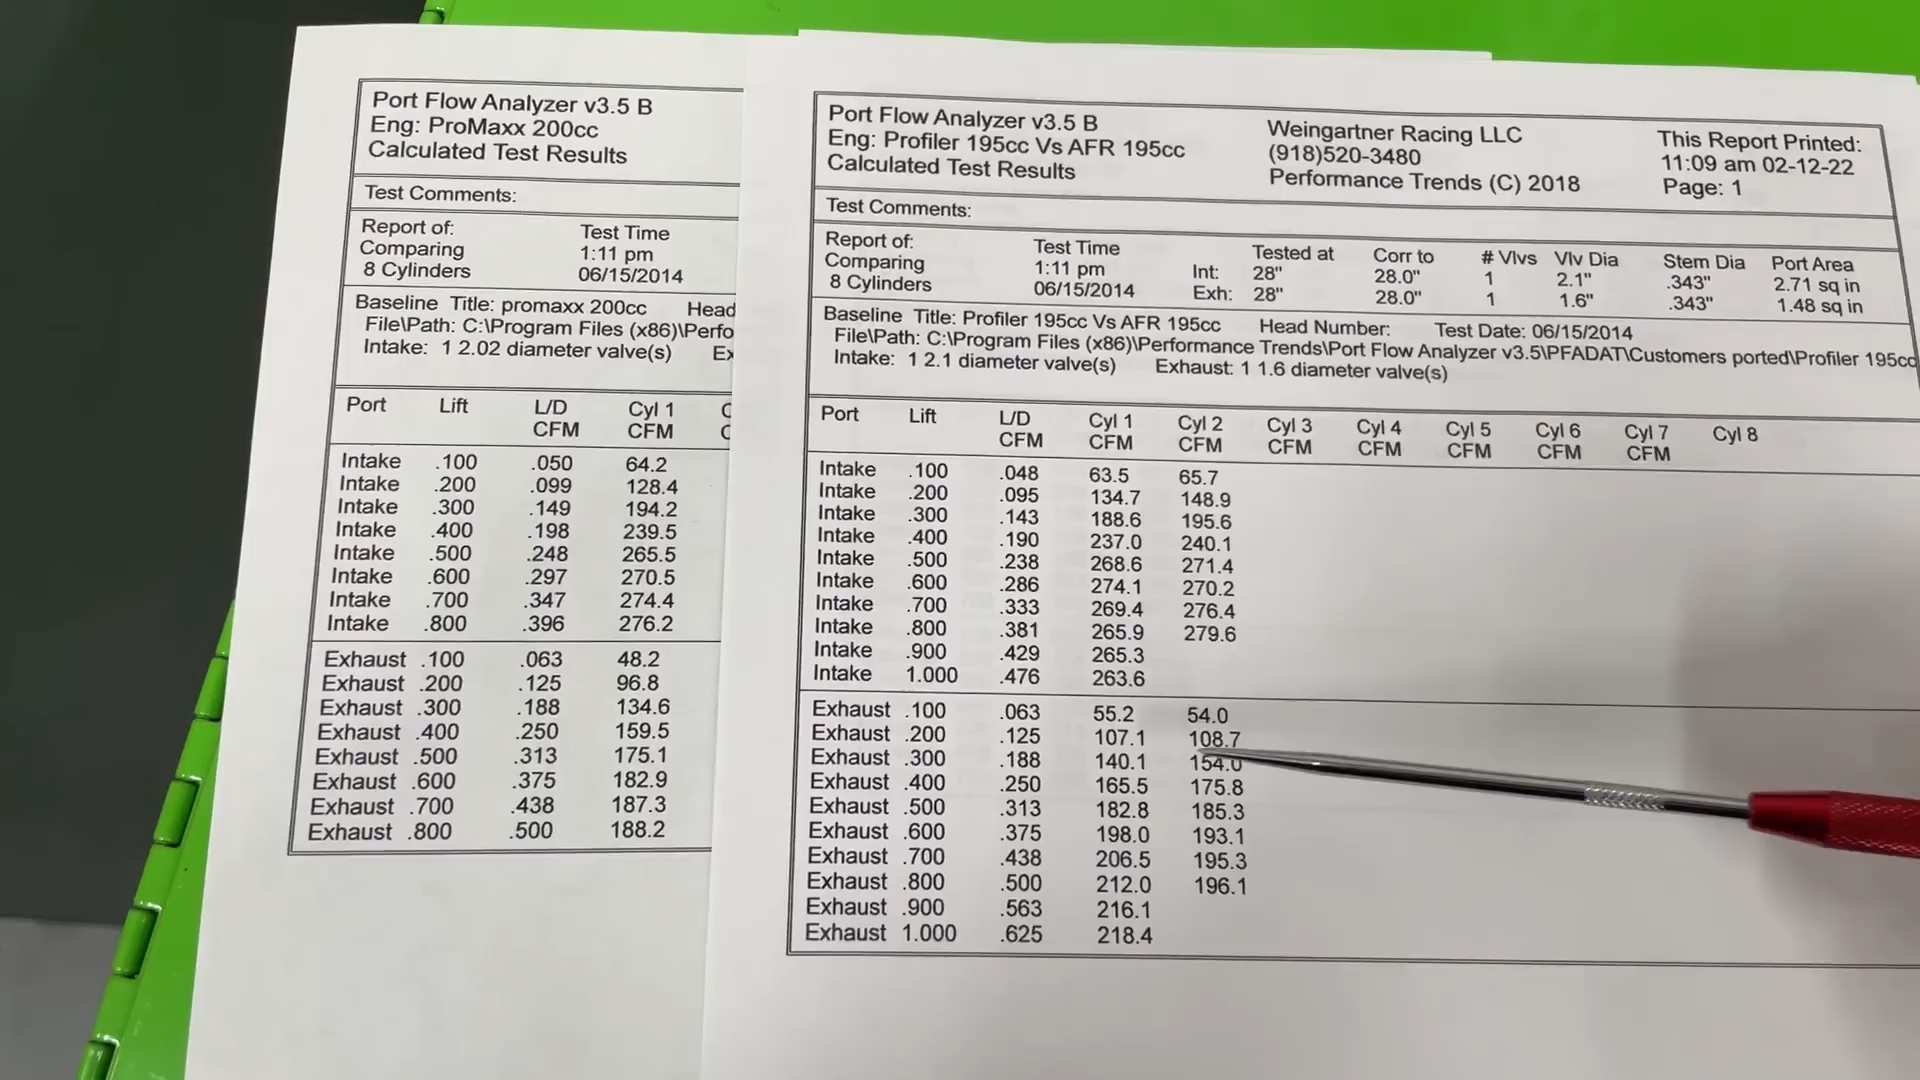 Port Flow Analyzer v3.5 B
Eng: ProMaxx 200cc
Calculated Test Results
Test Comments:
Report of: Test Time
Comparing 1:11 pm
8 Cylinders 06/15/2014
Baseline Title: promaxx 200cc Head
File\Path: C:\Program Files (x86)\Perfo
Intake: 1 2.02 diameter valve(s) Ex
Port Lift L/D Cyl 1
CFM CFM
Intake .100 .050 64.2
Intake .200 .099 128.4
Intake .300 .149 194.2
Intake .400 .198 239.5
Intake .500 .248 265.5
Intake .600 .297 270.5
Intake .700 .347 274.4
Intake .800 .396 276.2
Exhaust .100 .063 48.2
Exhaust .200 .125 96.8
Exhaust .300 .188 134.6
Exhaust .400 .250 159.5
Exhaust .500 .313 175.1
Exhaust .600 .375 182.9
Exhaust .700 .438 187.3
Exhaust .800 .500 188.2
Port Flow Analyzer v3.5 B Weingartner Racing LLC This Report Printed:
Eng: Profiler 195cc Vs AFR 195cc (918)520-3480 11:09 am 02-12-22
Calculated Test Results Performance Trends (C) 2018 Page: 1
Test Comments:
Report of: Test Time Tested at Corr to # Vlvs Vlv Dia Stem Dia Port Area
Comparing 1:11 pm Int: 28" 28.0" 1 2.1" .343" 2.71 sq in
8 Cylinders 06/15/2014 Exh: 28" 28.0" 1 1.6" .343" 1.48 sq in
Baseline Title: Profiler 195cc Vs AFR 195cc Head Number: Test Date: 06/15/2014
File\Path: C:\Program Files (x86)\Performance Trends\Port Flow Analyzer v3.5\PFADAT\Customers ported\Profiler 195cc
Intake: 1 2.1 diameter valve(s) Exhaust: 1 1.6 diameter valve(s)
Port Lift L/D Cyl 1 Cyl 2 Cyl 3 Cyl 4 Cyl 5 Cyl 6 Cyl 7 Cyl 8
CFM CFM CFM CFM CFM CFM CFM CFM
Intake .100 .048 63.5 65.7
Intake .200 .095 134.7 148.9
Intake .300 .143 188.6 195.6
Intake .400 .190 237.0 240.1
Intake .500 .238 268.6 271.4
Intake .600 .286 274.1 270.2
Intake .700 .333 269.4 276.4
Intake .800 .381 265.9 279.6
Intake .900 .429 265.3
Intake 1.000 .476 263.6
Exhaust .100 .063 55.2 54.0
Exhaust .200 .125 107.1 108.7
Exhaust .300 .188 140.1 154.0
Exhaust .400 .250 165.5 175.8
Exhaust .500 .313 182.8 185.3
Exhaust .600 .375 198.0 193.1
Exhaust .700 .438 206.5 195.3
Exhaust .800 .500 212.0 196.1
Exhaust .900 .563 216.1
Exhaust 1.000 .625 218.4